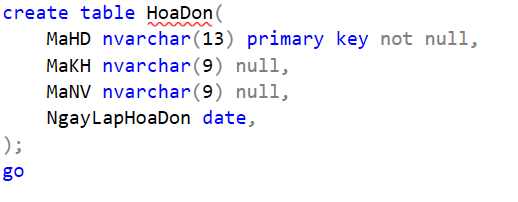 create table HoaDon(
    MaHD nvarchar(13) primary key not null,
    MaKH nvarchar(9) null,
    MaNV nvarchar(9) null,
    NgayLapHoaDon date,
);
go